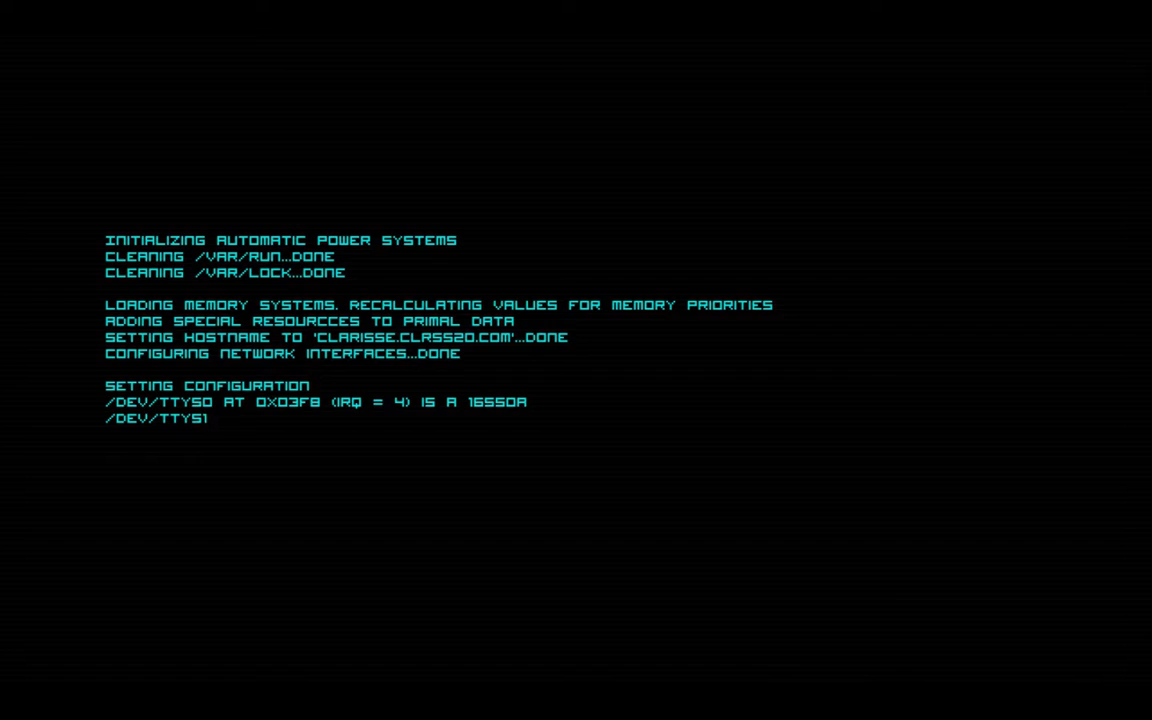 INITIALIZING AUTOMATIC POWER SYSTEMS
CLEANING /VAR/RUN...DONE
CLEANING /VAR/LOCK...DONE
LOADING MEMORY SYSTEMS. RECALCULATING VALUES FOR MEMORY PRIORITIES
ADDING SPECIAL RESOURCCES TO PRIMAL DATA
SETTING HOSTNAME TO 'CLARISSE.CLRSS20.COM'...DONE
CONFIGURING NETWORK INTERFACES...DONE
SETTING CONFIGURATION
/DEV/TTYS0 AT 0X03F8 (IRQ = 4) IS A 16550A
/DEV/TTYS1